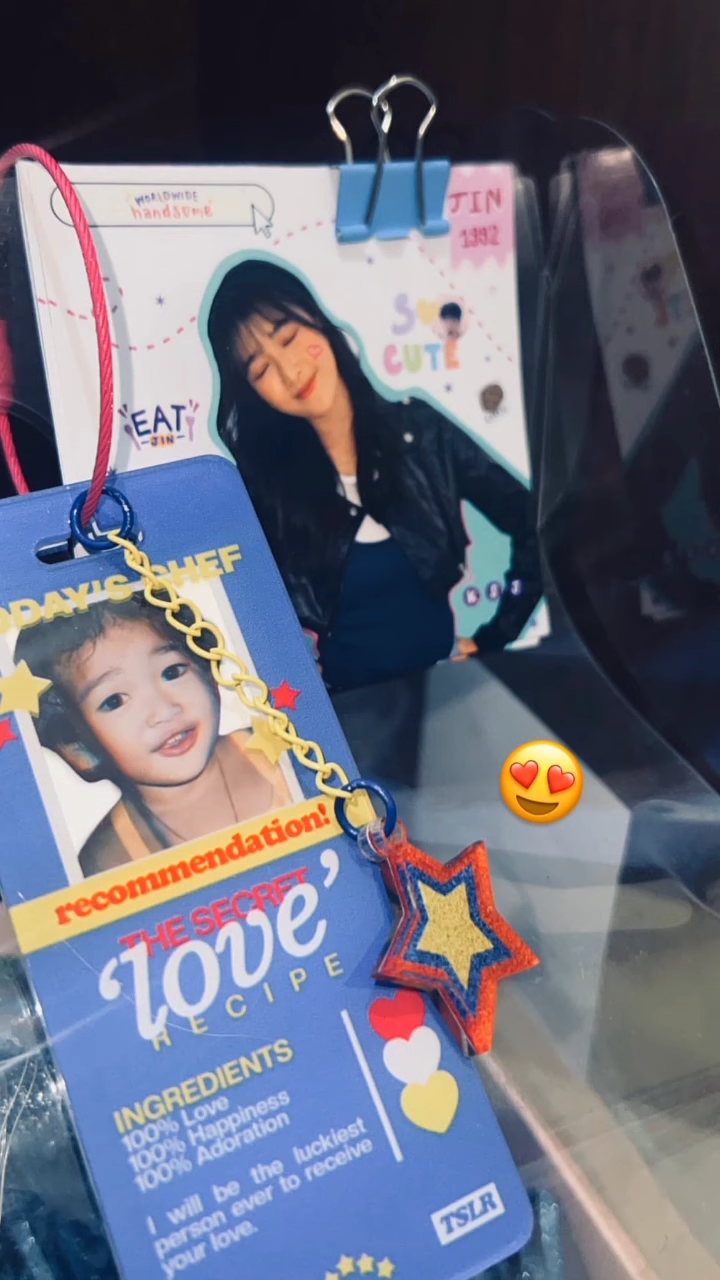 WORLDWIDE
handsome
JIN
1992
SO
CUTE
EAT
JIN
KSJ
TODAY'S CHEF
recommendation!
THE SECRET
'love'
RECIPE
INGREDIENTS
100% Love
100% Happiness
100% Adoration
I will be the luckiest
person ever to receive
your love.
TSLR